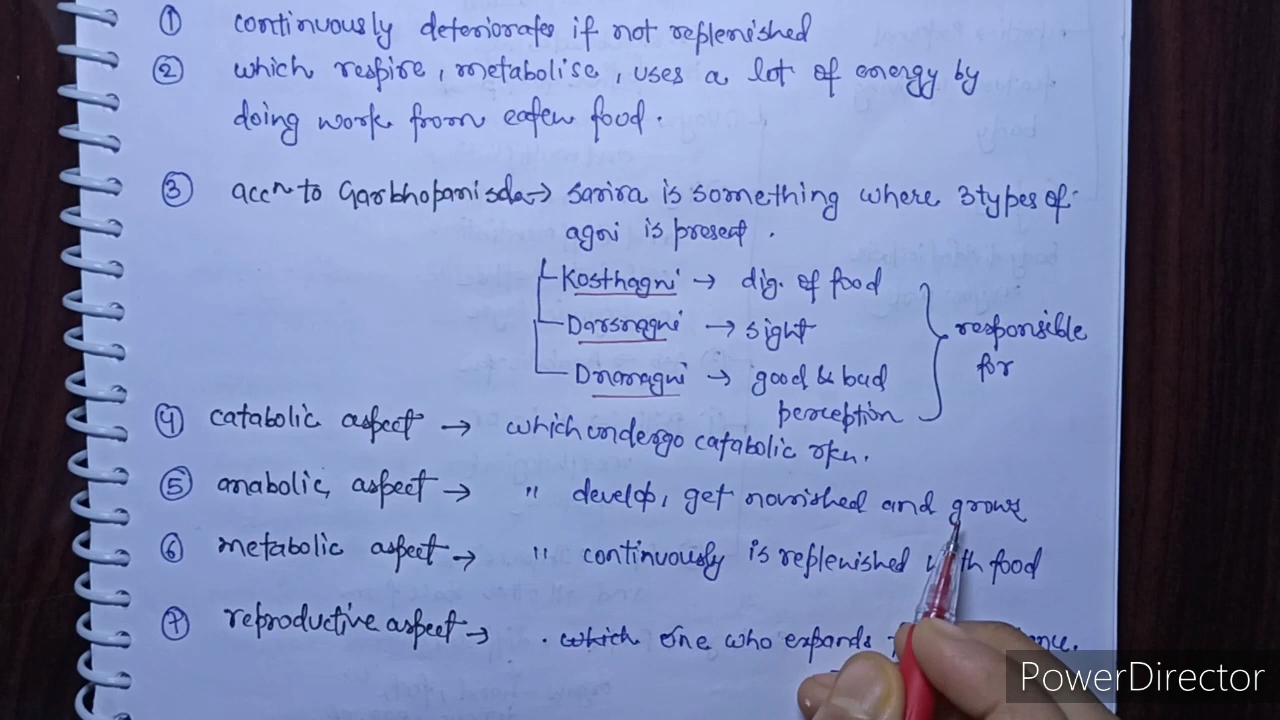 ① continuously deteriorates if not replenished
② which respire, metabolise, uses a lot of energy by
doing work from eaten food.
③ accn to Garbhopanisda → sarira is something where 3 types of
agni is present.
Kosthagni → dig. of food
Darsnagni → sight
responsible
for
Dnanagni → good & bad
perception
④ catabolic aspect → which undergo catabolic rxn.
⑤ anabolic aspect → " develop, get nourished and grows
⑥ metabolic aspect → " continuously is replenished with food
⑦ reproductive aspect → . which one who expands
PowerDirector